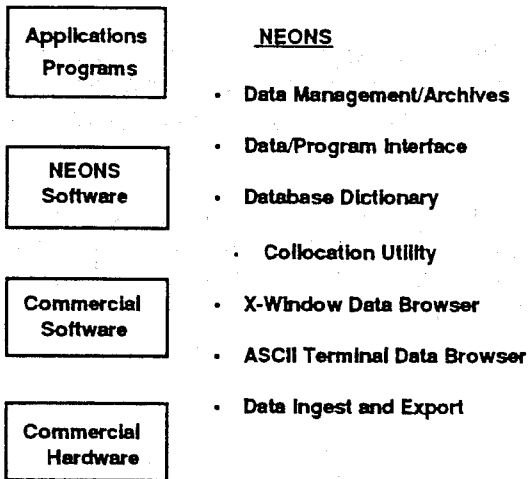 Applications
Programs
NEONS
Software
Commercial
Software
Commercial
Hardware
NEONS
• Data Management/Archives
• Data/Program Interface
• Database Dictionary
• Collocation Utility
• X-Window Data Browser
• ASCII Terminal Data Browser
• Data Ingest and Export